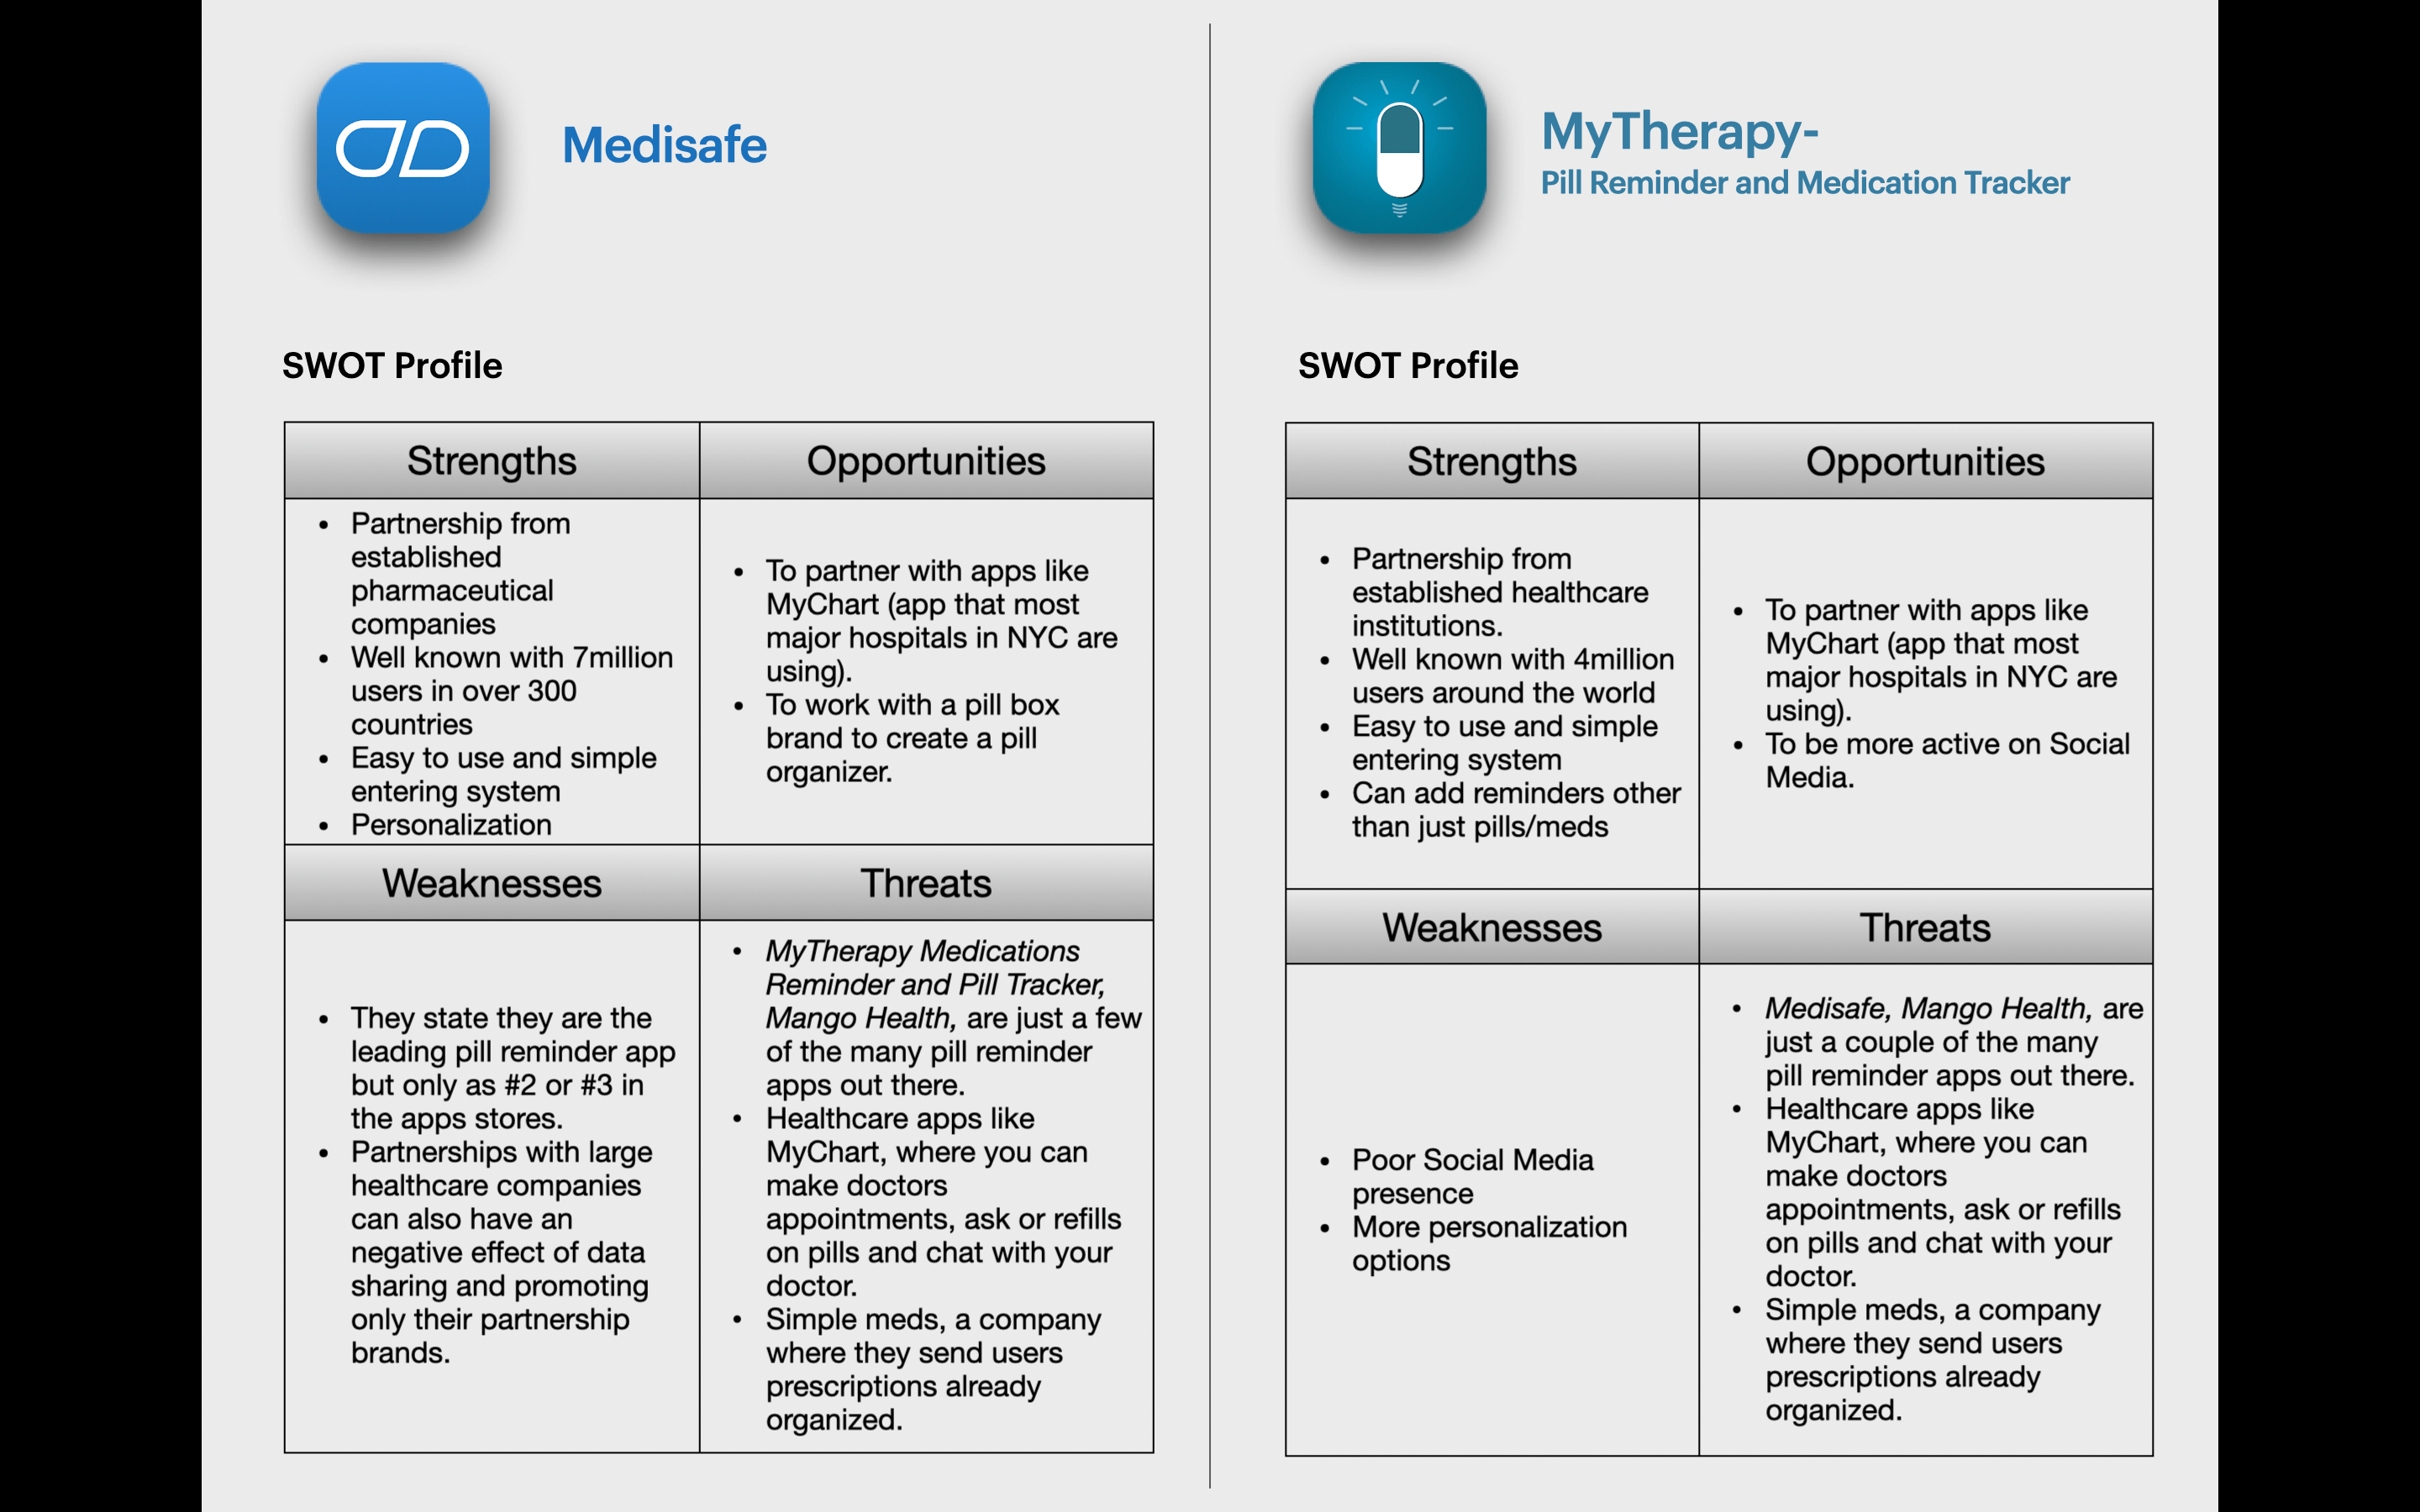 Medisafe
SWOT Profile
Strengths
Opportunities
• Partnership from
established
pharmaceutical
companies
• Well known with 7million
users in over 300
countries
• Easy to use and simple
entering system
• Personalization
• To partner with apps like
MyChart (app that most
major hospitals in NYC are
using).
• To work with a pill box
brand to create a pill
organizer.
Weaknesses
Threats
• They state they are the
leading pill reminder app
but only as #2 or #3 in
the apps stores.
• Partnerships with large
healthcare companies
can also have an
negative effect of data
sharing and promoting
only their partnership
brands.
• MyTherapy Medications
Reminder and Pill Tracker,
Mango Health, are just a few
of the many pill reminder
apps out there.
• Healthcare apps like
MyChart, where you can
make doctors
appointments, ask or refills
on pills and chat with your
doctor.
• Simple meds, a company
where they send users
prescriptions already
organized.
MyTherapy-
Pill Reminder and Medication Tracker
SWOT Profile
Strengths
Opportunities
• Partnership from
established healthcare
institutions.
• Well known with 4million
users around the world
• Easy to use and simple
entering system
• Can add reminders other
than just pills/meds
• To partner with apps like
MyChart (app that most
major hospitals in NYC are
using).
• To be more active on Social
Media.
Weaknesses
Threats
• Poor Social Media
presence
• More personalization
options
• Medisafe, Mango Health, are
just a couple of the many
pill reminder apps out there.
• Healthcare apps like
MyChart, where you can
make doctors
appointments, ask or refills
on pills and chat with your
doctor.
• Simple meds, a company
where they send users
prescriptions already
organized.